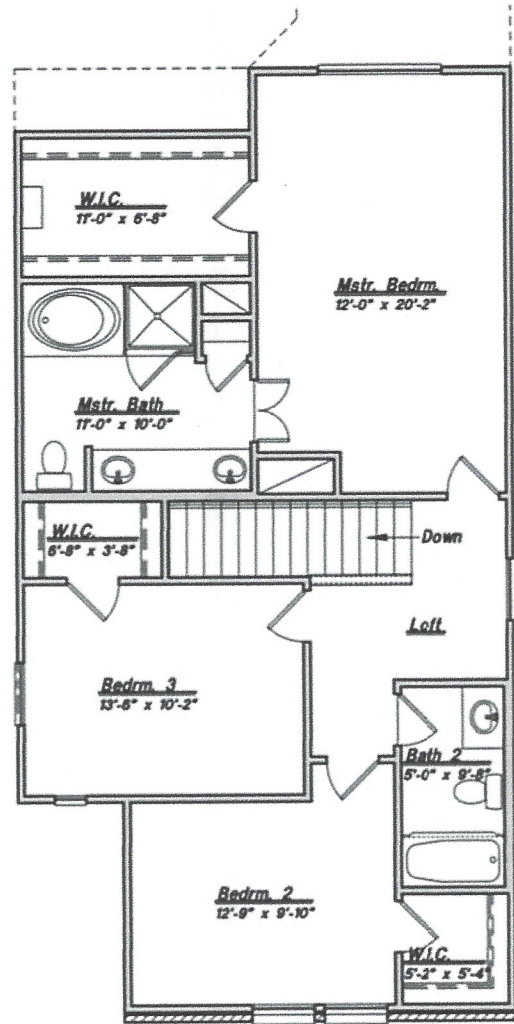 W.I.C.
11'-0" x 6'-8"
Mstr. Bedrm.
12'-0" x 20'-2"
Mstr. Bath
11'-0" x 10'-0"
W.I.C.
6'-8" x 3'-8"
Down
Loft
Bedrm. 3
13'-6" x 10'-2"
Bath 2
5'-0" x 9'-8"
Bedrm. 2
12'-9" x 9'-10"
W.I.C.
5'-2" x 5'-4"